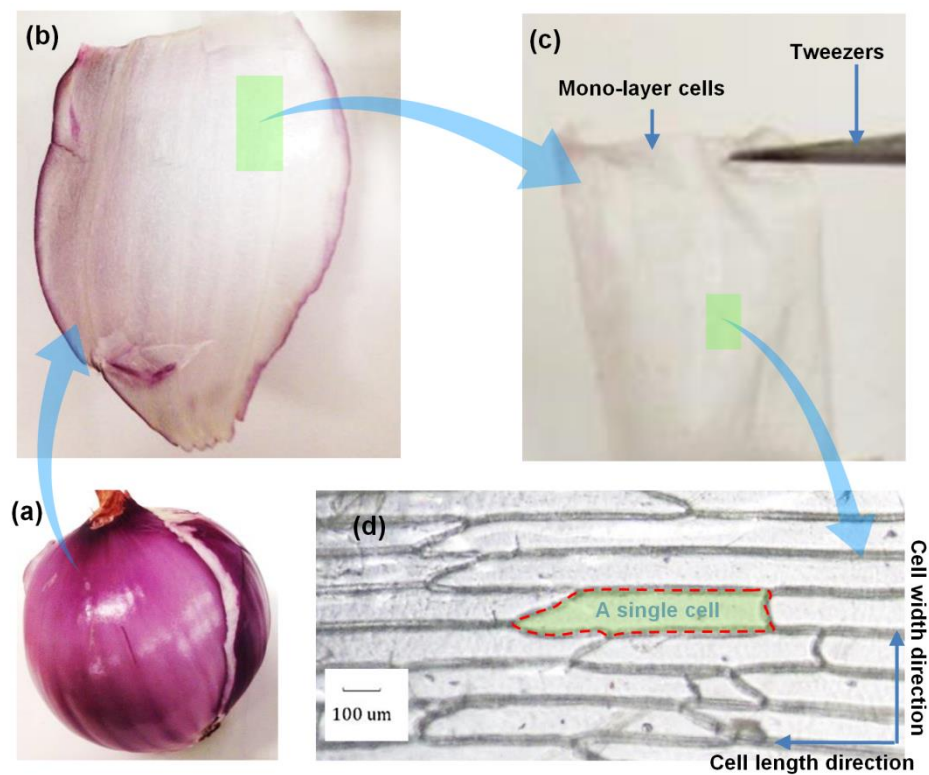 (b)
(c)
Tweezers
Mono-layer cells
(a)
(d)
A single cell
100 um
Cell width direction
Cell length direction